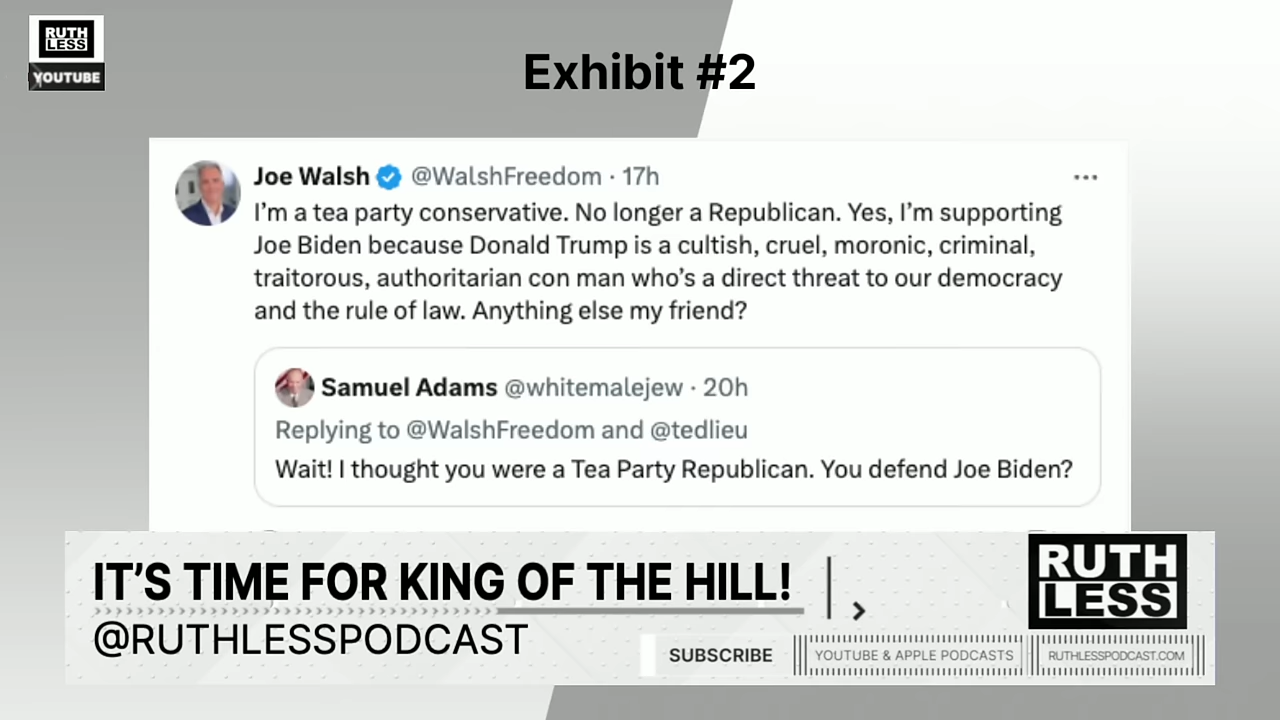 RUTH
LESS
YOUTUBE
Exhibit #2
Joe Walsh @WalshFreedom · 17h
I'm a tea party conservative. No longer a Republican. Yes, I'm supporting
Joe Biden because Donald Trump is a cultish, cruel, moronic, criminal,
traitorous, authoritarian con man who's a direct threat to our democracy
and the rule of law. Anything else my friend?
Samuel Adams @whitemalejew · 20h
Replying to @WalshFreedom and @tedlieu
Wait! I thought you were a Tea Party Republican. You defend Joe Biden?
IT'S TIME FOR KING OF THE HILL!
@RUTHLESSPODCAST
RUTH
LESS
SUBSCRIBE
YOUTUBE & APPLE PODCASTS
RUTHLESSPODCAST.COM